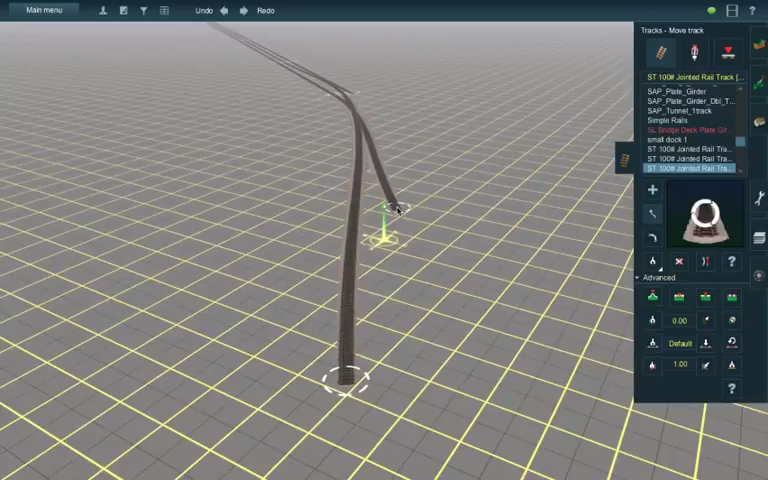 Main menu
Undo
Redo
?
Tracks - Move track
ST 100# Jointed Rail Track [...
SAP_Plate_Girder
SAP_Plate_Girder_Dbl_T...
SAP_Tunnel_1track
Simple Rails
SL Bridge Deck Plate Gir...
small dock 1
ST 100# Jointed Rail Tra...
ST 100# Jointed Rail Tra...
ST 100# Jointed Rail Tra...
?
Advanced
0.00
Default
1.00
?